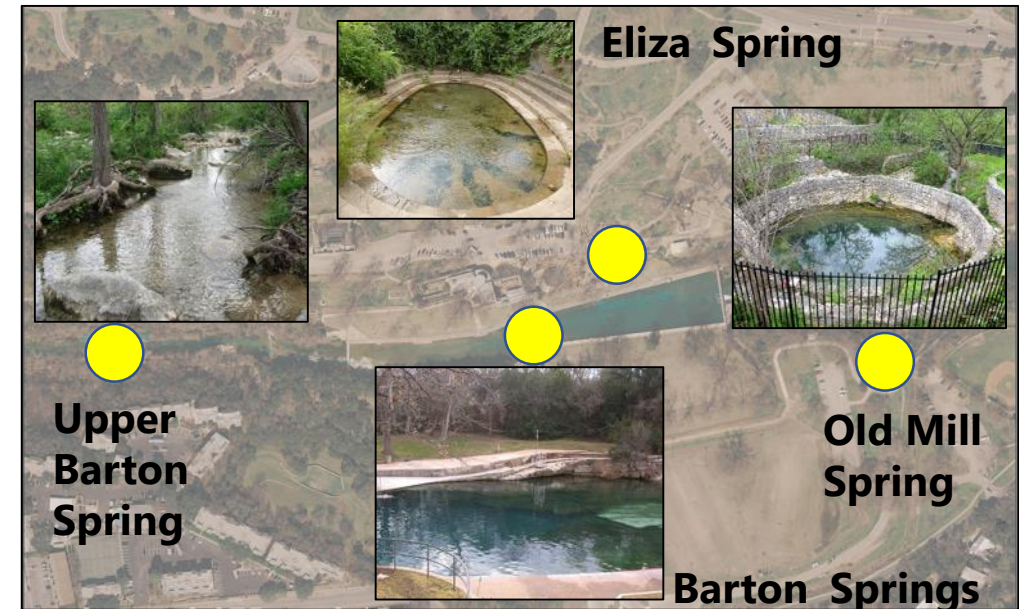 Eliza Spring
Upper
Barton
Spring
Old Mill
Spring
Barton Springs